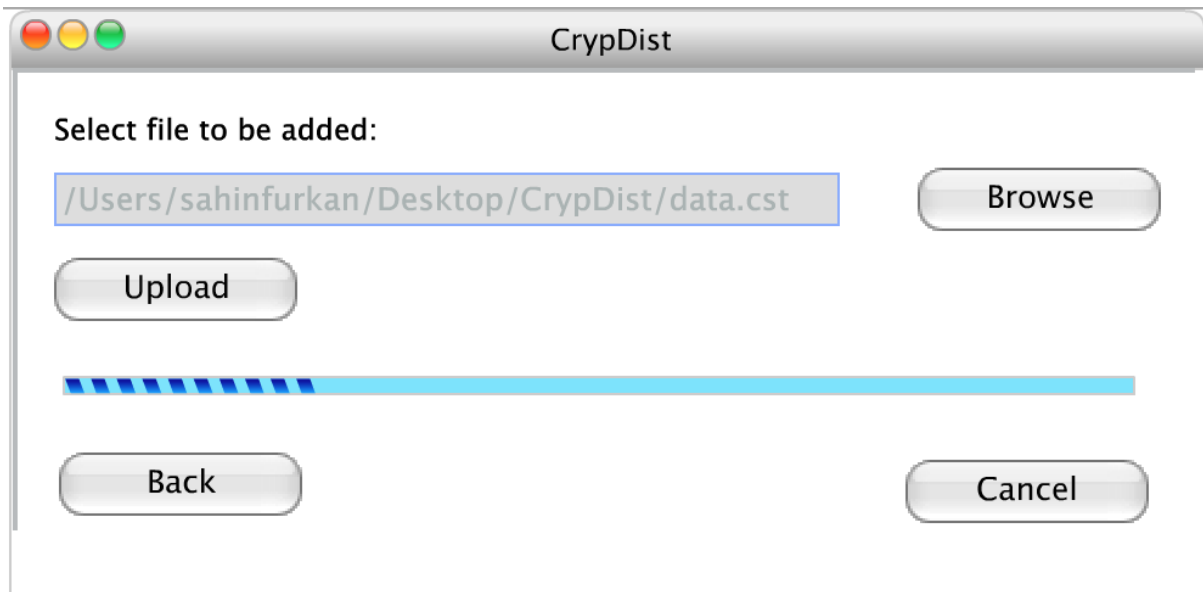 CrypDist
Select file to be added:
/Users/sahinfurkan/Desktop/CrypDist/data.cst
Browse
Upload
Back
Cancel